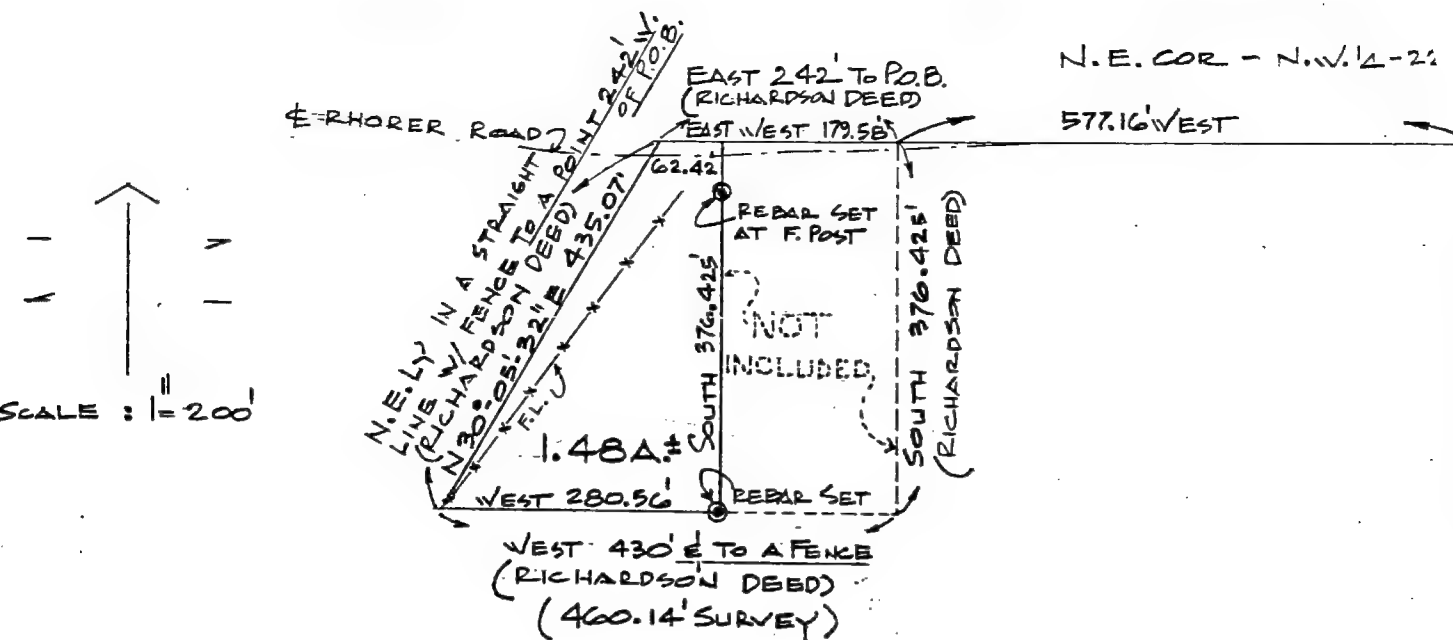 N.E. COR - N.W. 1/4 - 22
EAST 242' TO P.O.B.
(RICHARDSON DEED)
℄ RHORER ROAD
EAST WEST 179.58'
577.16' WEST
62.42
N.E.LY IN A STRAIGHT
LINE W/ FENCE TO A POINT 242' W.
OF P.O.B.
(RICHARDSON DEED)
N 30°-05'-32" E 435.07'
REBAR SET
AT F. POST
SOUTH 376.425'
NOT
INCLUDED
SOUTH 376.425'
(RICHARDSON DEED)
F.L.
SCALE : 1" = 200'
1.48 A.±
WEST 280.56'
REBAR SET
WEST 430' & TO A FENCE
(RICHARDSON DEED)
(460.14' SURVEY)